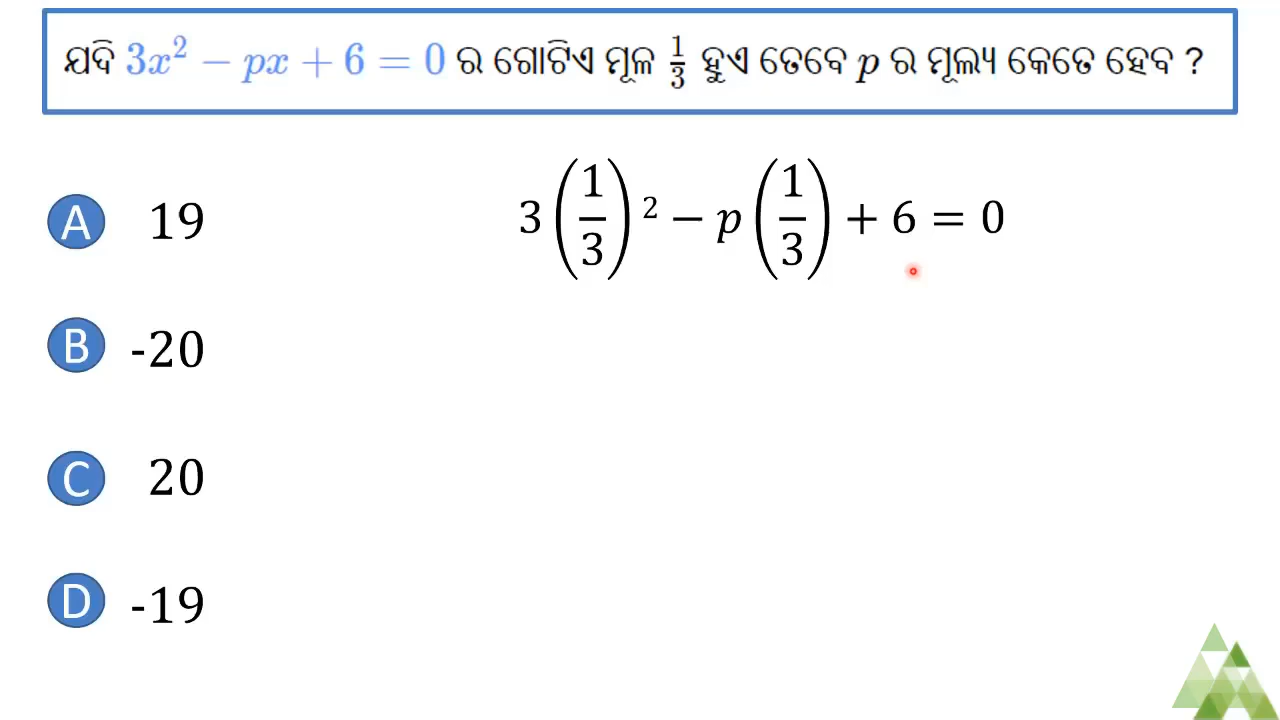 ଯଦି 3x² − px + 6 = 0 ର ଗୋଟିଏ ମୂଳ 1/3 ହୁଏ ତେବେ p ର ମୂଲ୍ୟ କେତେ ହେବ ?
A 19
3(1/3)² − p(1/3) + 6 = 0
B -20
C 20
D -19